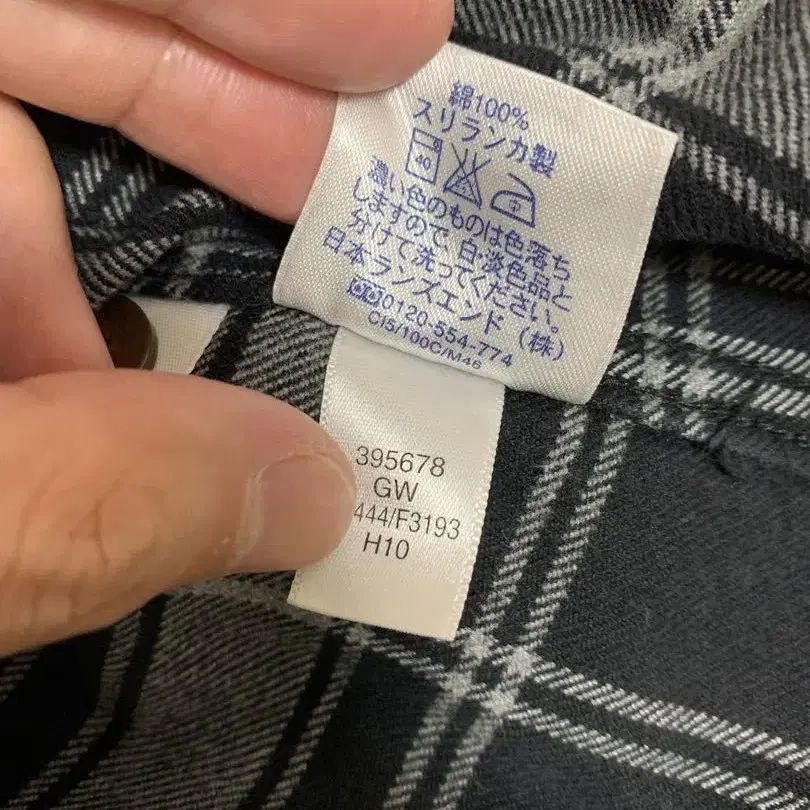 綿100%
スリランカ製
40 中
濃い色のものは色落ち
しますので、白・淡色品と
分けて洗ってください。
日本ランズエンド（株）
0120-554-774
C15/100C/M46
395678
GW
444/F3193
H10